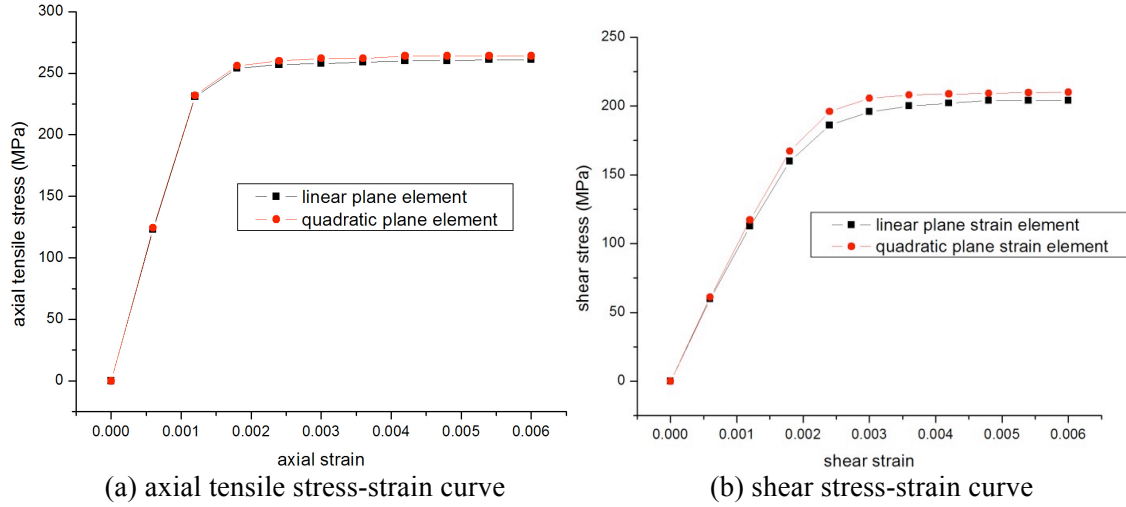 300
250
200
150
100
50
0
axial tensile stress (MPa)
linear plane element
quadratic plane element
0.000 0.001 0.002 0.003 0.004 0.005 0.006
axial strain
(a) axial tensile stress-strain curve
250
200
150
100
50
0
shear stress (MPa)
linear plane strain element
quadratic plane strain element
0.000 0.001 0.002 0.003 0.004 0.005 0.006
shear strain
(b) shear stress-strain curve